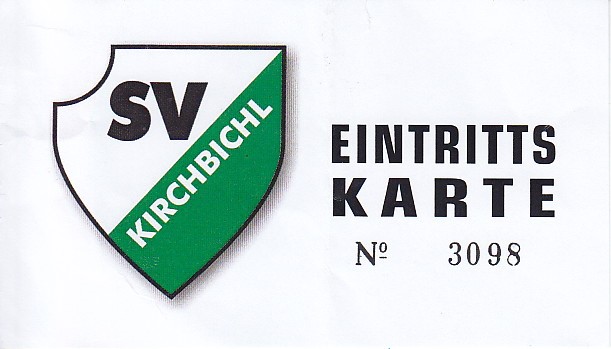 SV
KIRCHBICHL
EINTRITTS
KARTE
Nº 3098